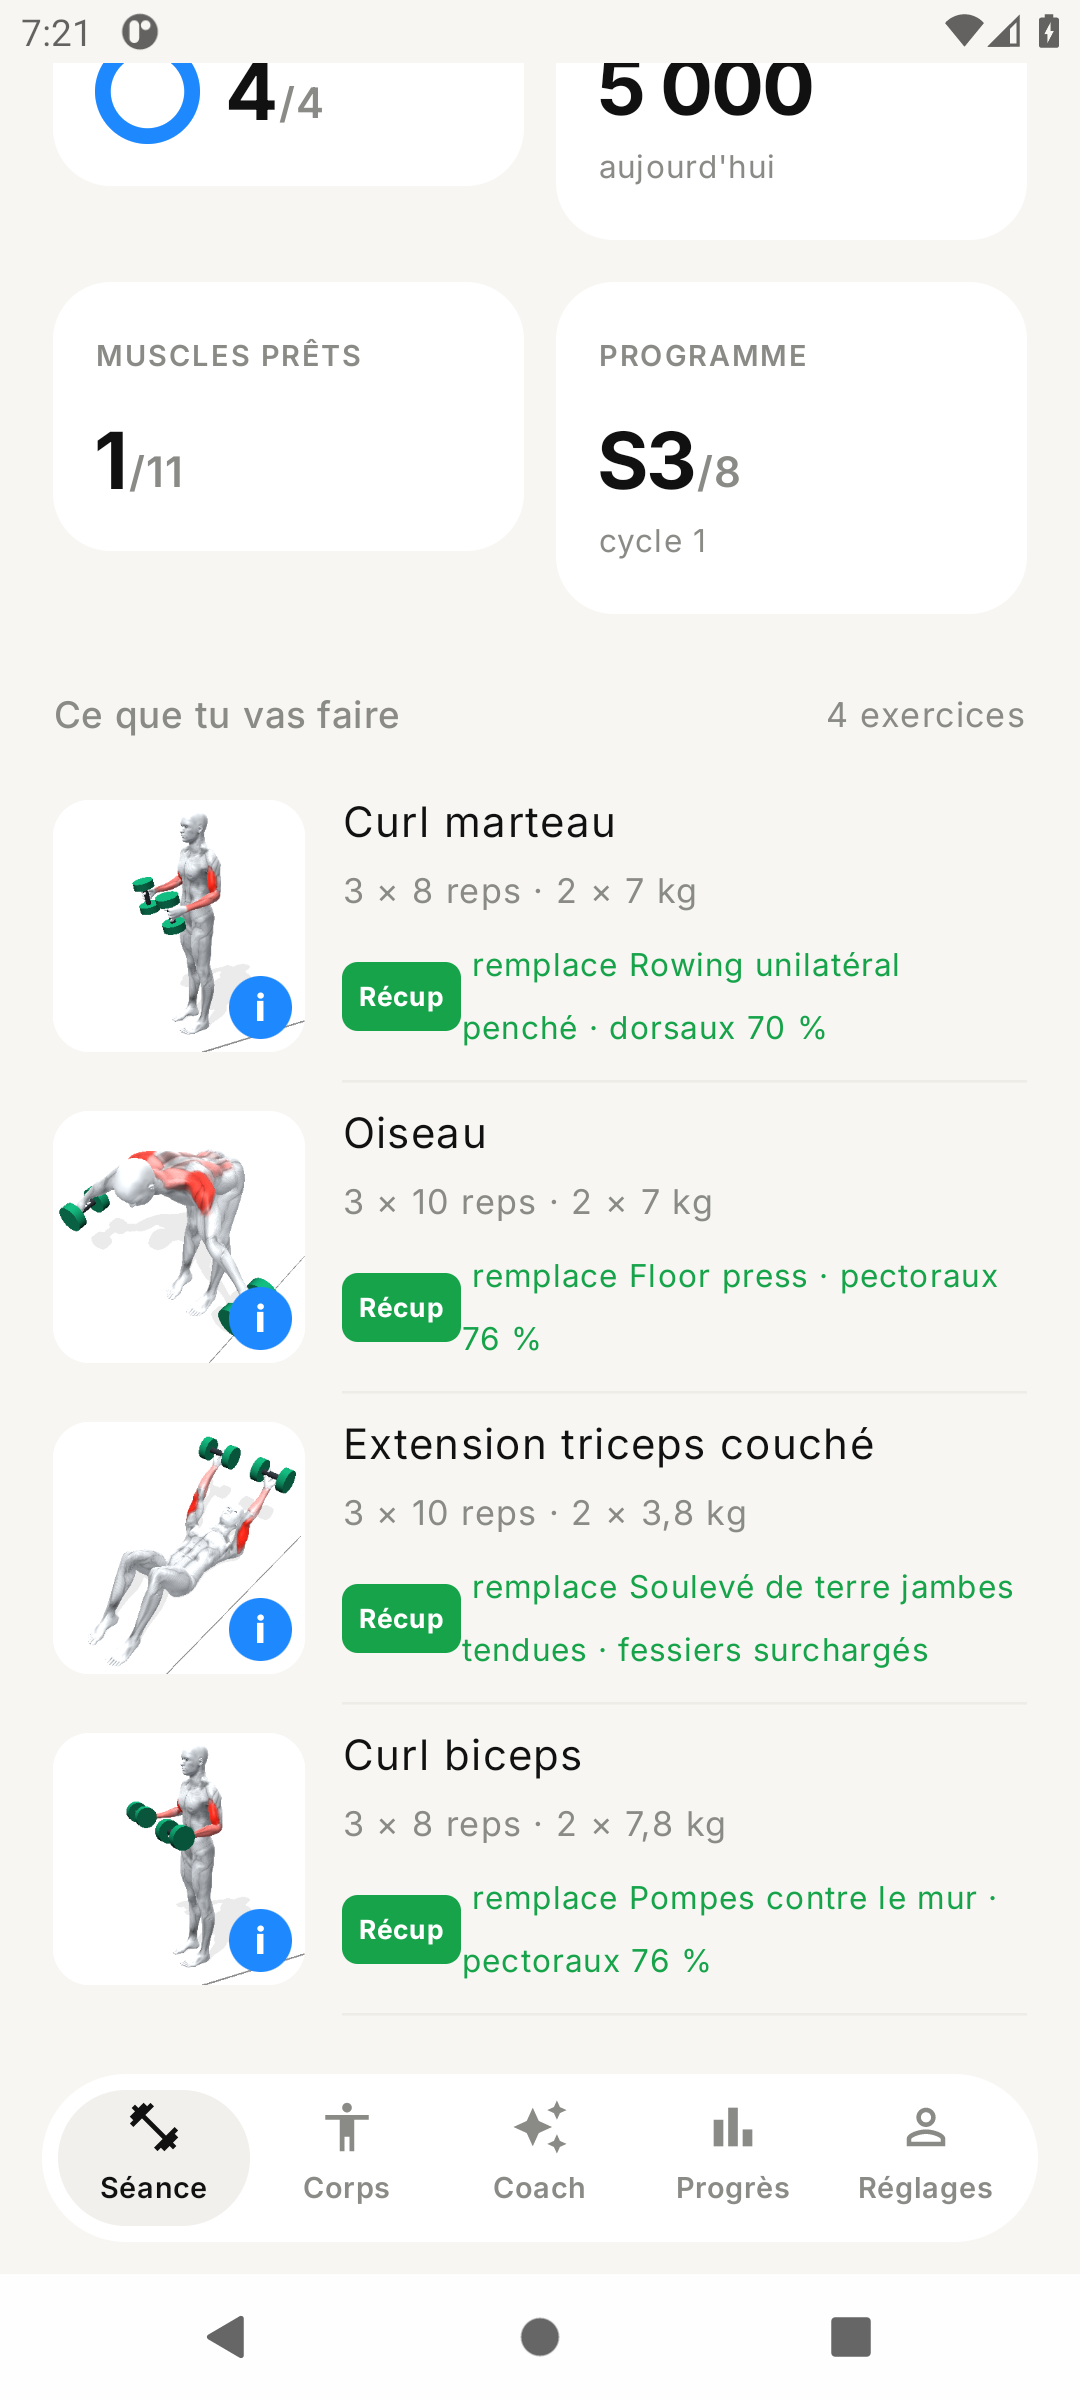 7:21
4/4
5 000
aujourd'hui
MUSCLES PRÊTS
1/11
PROGRAMME
S3/8
cycle 1
Ce que tu vas faire
4 exercices
Curl marteau
3 × 8 reps · 2 × 7 kg
Récup remplace Rowing unilatéral
penché · dorsaux 70 %
i
Oiseau
3 × 10 reps · 2 × 7 kg
Récup remplace Floor press · pectoraux
76 %
i
Extension triceps couché
3 × 10 reps · 2 × 3,8 kg
Récup remplace Soulevé de terre jambes
tendues · fessiers surchargés
i
Curl biceps
3 × 8 reps · 2 × 7,8 kg
Récup remplace Pompes contre le mur ·
pectoraux 76 %
i
Séance
Corps
Coach
Progrès
Réglages